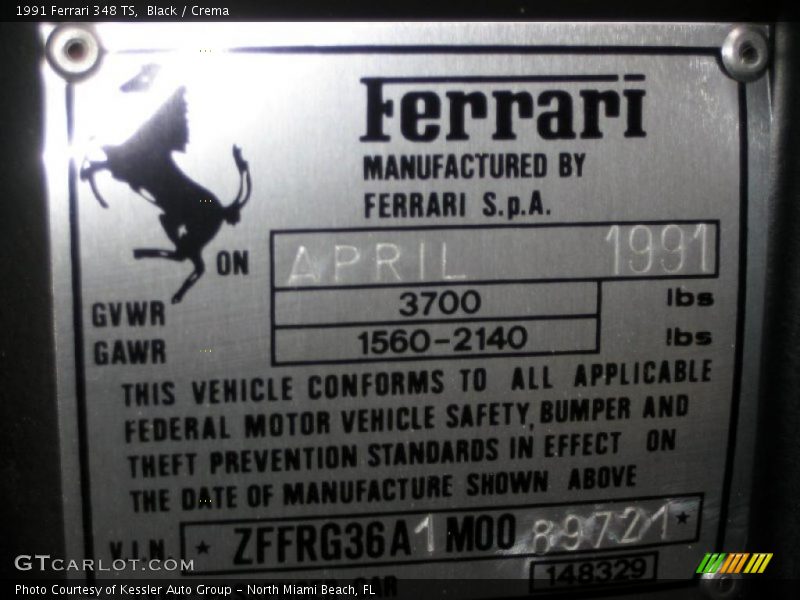 1991 Ferrari 348 TS, Black / Crema
Ferrari
MANUFACTURED BY
FERRARI S.p.A.
ON APRIL 1991
GVWR 3700 lbs
GAWR 1560-2140 lbs
THIS VEHICLE CONFORMS TO ALL APPLICABLE
FEDERAL MOTOR VEHICLE SAFETY, BUMPER AND
THEFT PREVENTION STANDARDS IN EFFECT ON
THE DATE OF MANUFACTURE SHOWN ABOVE
V.I.N. * ZFFRG36A1M0089721 *
CAR 148329
GTCARLOT.COM
Photo Courtesy of Kessler Auto Group - North Miami Beach, FL